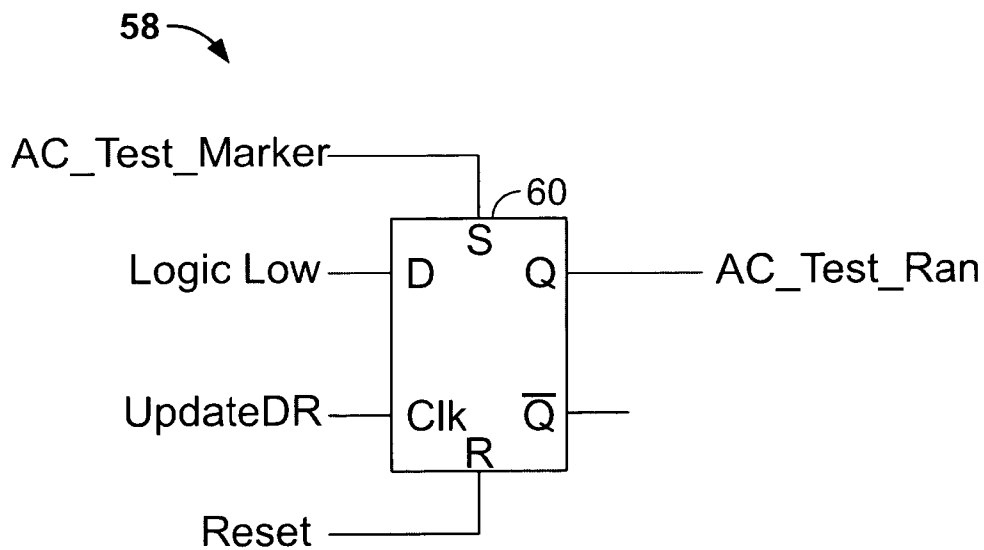 58
AC_Test_Marker
60
S
Logic Low
D
Q
AC_Test_Ran
UpdateDR
Clk
Q̅
R
Reset